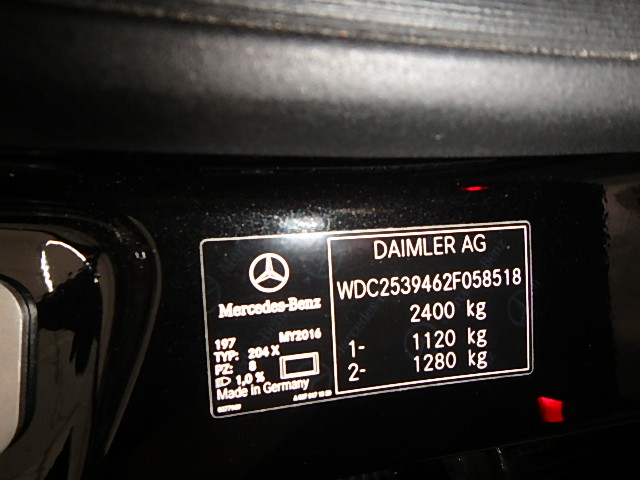 DAIMLER AG
WDC2539462F058518
2400 kg
1- 1120 kg
2- 1280 kg
Mercedes-Benz
197 MY2016
TYP: 204 X
PZ: 8
1,0 %
Made in Germany